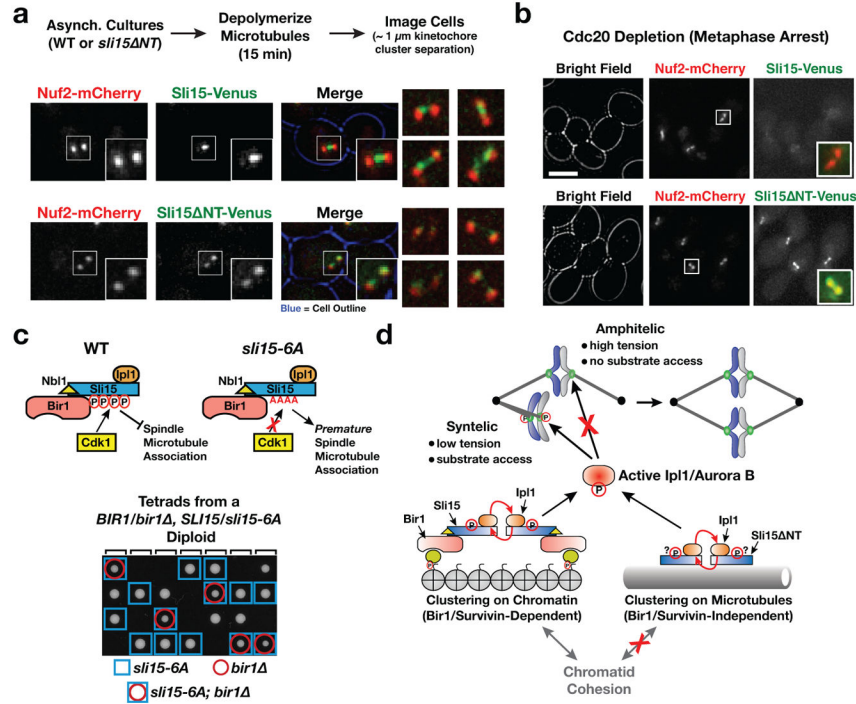 a
Asynch. Cultures
(WT or sli15ΔNT)
Depolymerize
Microtubules
(15 min)
Image Cells
(~ 1 µm kinetochore
cluster separation)
Nuf2-mCherry
Sli15-Venus
Merge
Nuf2-mCherry
Sli15ΔNT-Venus
Merge
Blue = Cell Outline
b
Cdc20 Depletion (Metaphase Arrest)
Bright Field
Nuf2-mCherry
Sli15-Venus
Bright Field
Nuf2-mCherry
Sli15ΔNT-Venus
c
WT
Nbl1
Ipl1
Sli15
Bir1
P P P P
Cdk1
Spindle
Microtubule
Association
sli15-6A
Nbl1
Ipl1
Sli15
Bir1
AAAA
Cdk1
Premature
Spindle
Microtubule
Association
Tetrads from a
BIR1/bir1Δ, SLI15/sli15-6A
Diploid
sli15-6A
bir1Δ
sli15-6A; bir1Δ
d
Amphitelic
• high tension
• no substrate access
Syntelic
• low tension
• substrate access
P P
Active Ipl1/Aurora B
P
Sli15
Ipl1
Bir1
P P
P P
Clustering on Chromatin
(Bir1/Survivin-Dependent)
Ipl1
Sli15ΔNT
? P P ?
Clustering on Microtubules
(Bir1/Survivin-Independent)
Chromatid
Cohesion